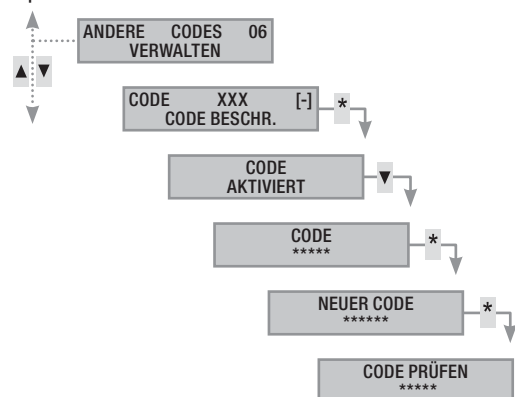 ANDERE CODES 06
VERWALTEN
▲ ▼
CODE XXX [-]
*
CODE BESCHR.
CODE
AKTIVIERT
▼
CODE
*****
*
NEUER CODE
******
*
CODE PRÜFEN
*****